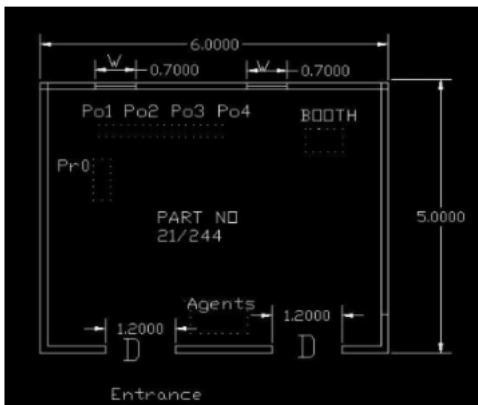 6.0000
W 0.7000 W 0.7000
Po1 Po2 Po3 Po4
BOOTH
Pr0
5.0000
PART NO
21/244
Agents
1.2000 1.2000
D D
Entrance